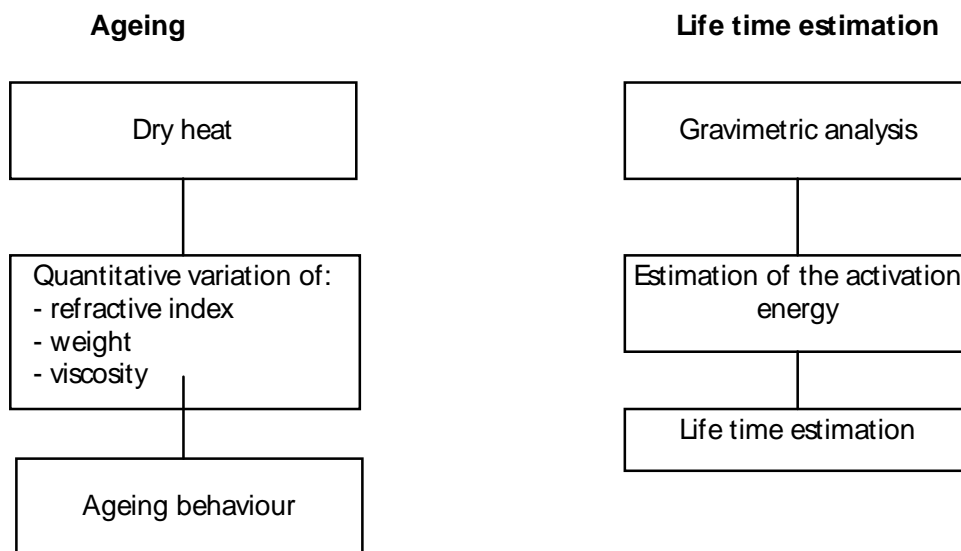 Ageing
Dry heat
Quantitative variation of:
- refractive index
- weight
- viscosity
Ageing behaviour
Life time estimation
Gravimetric analysis
Estimation of the activation
energy
Life time estimation